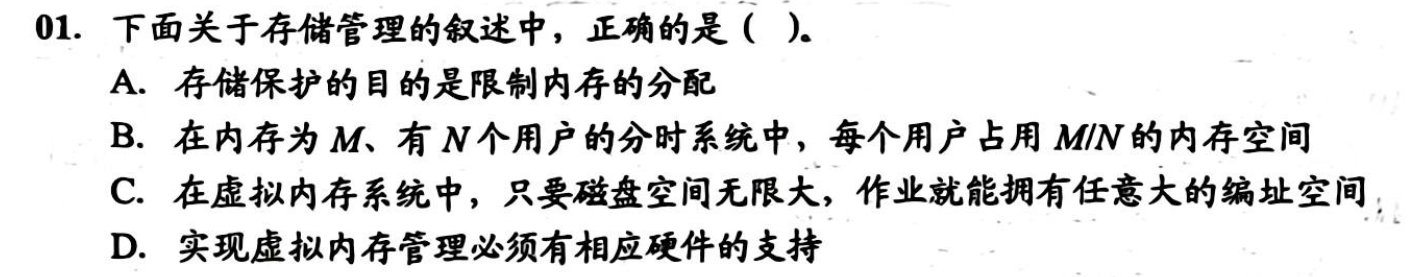 01. 下面关于存储管理的叙述中，正确的是（ ）。
A. 存储保护的目的是限制内存的分配
B. 在内存为 M、有 N 个用户的分时系统中，每个用户占用 M/N 的内存空间
C. 在虚拟内存系统中，只要磁盘空间无限大，作业就能拥有任意大的编址空间
D. 实现虚拟内存管理必须有相应硬件的支持